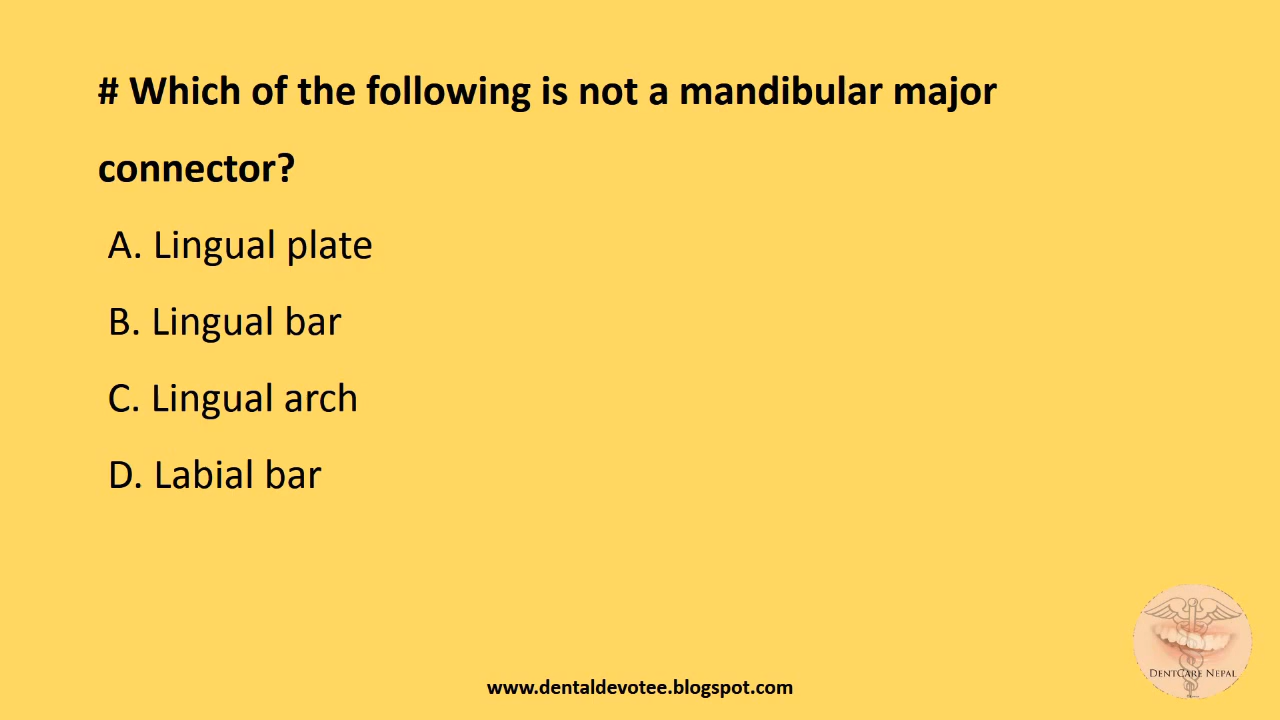 # Which of the following is not a mandibular major
connector?
A. Lingual plate
B. Lingual bar
C. Lingual arch
D. Labial bar
DentCare Nepal
www.dentaldevotee.blogspot.com